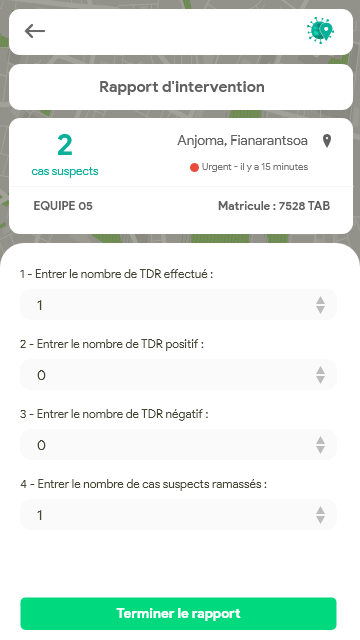 Rapport d'intervention
2
cas suspects
Anjoma, Fianarantsoa
Urgent - il y a 15 minutes
EQUIPE 05
Matricule : 7528 TAB
1 - Entrer le nombre de TDR effectué :
1
2 - Entrer le nombre de TDR positif :
0
3 - Entrer le nombre de TDR négatif :
0
4 - Entrer le nombre de cas suspects ramassés :
1
Terminer le rapport